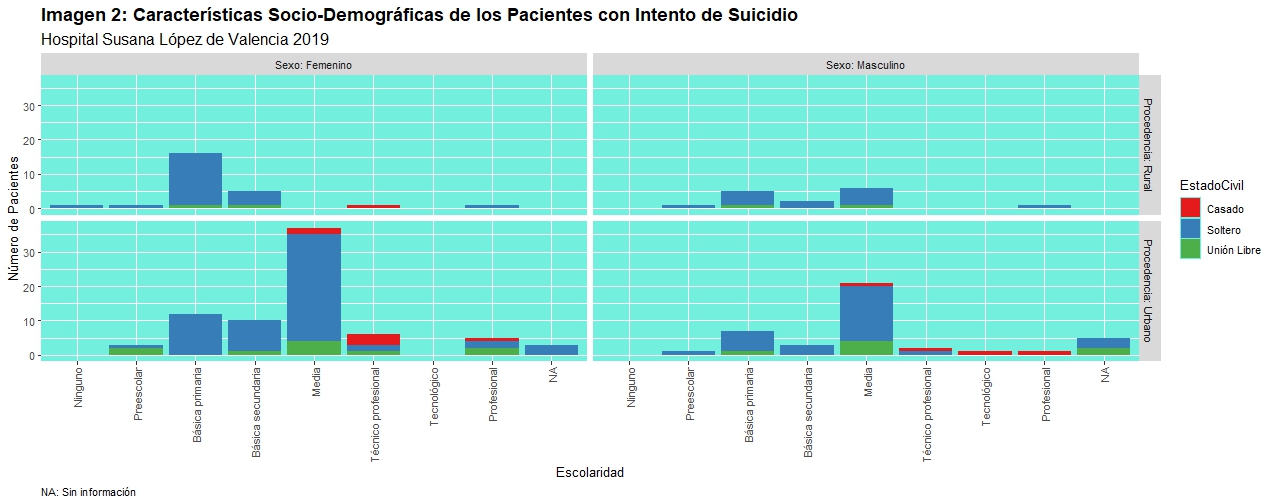 Imagen 2: Características Socio-Demográficas de los Pacientes con Intento de Suicidio
Hospital Susana López de Valencia 2019
Sexo: Femenino
Sexo: Masculino
Procedencia: Rural
Procedencia: Urbano
Número de Pacientes
30
20
10
0
30
20
10
0
Ninguno
Preescolar
Básica primaria
Básica secundaria
Media
Técnico profesional
Tecnológico
Profesional
NA
Ninguno
Preescolar
Básica primaria
Básica secundaria
Media
Técnico profesional
Tecnológico
Profesional
NA
Escolaridad
EstadoCivil
Casado
Soltero
Unión Libre
NA: Sin información